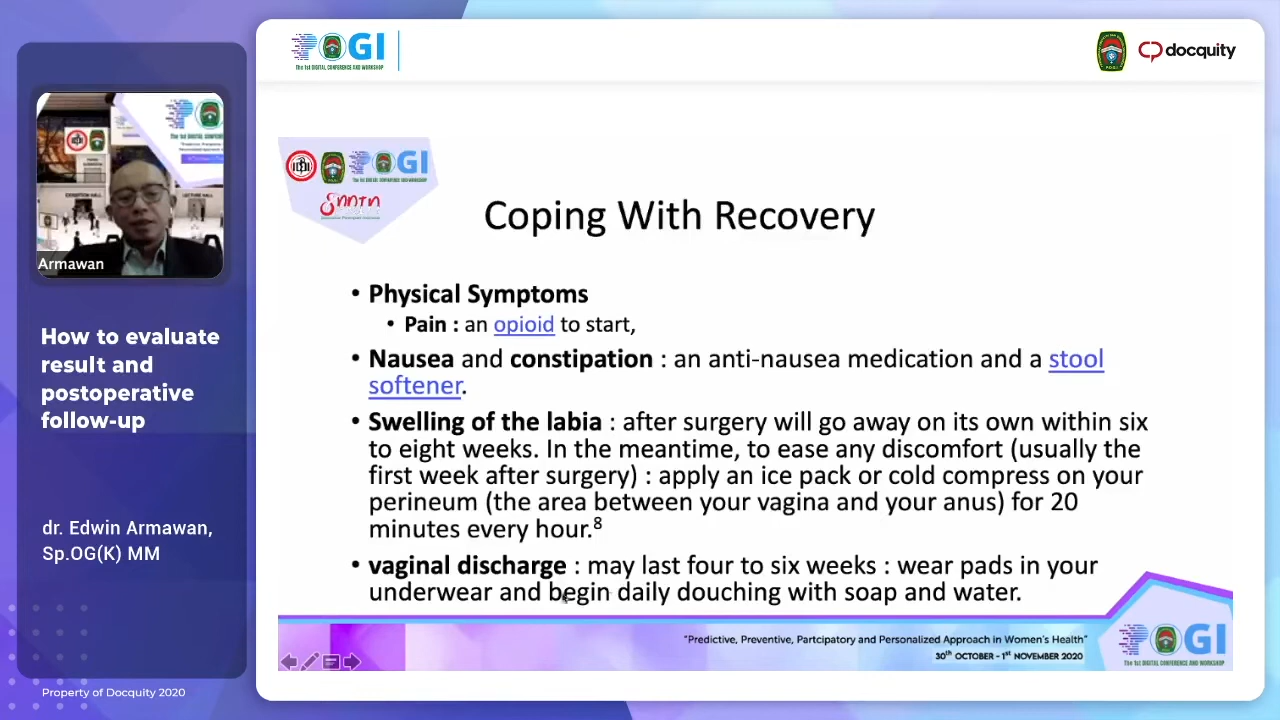 POGI
The 1st DIGITAL CONFERENCE AND WORKSHOP
docquity
POGI
Armawan
How to evaluate
result and
postoperative
follow-up
dr. Edwin Armawan,
Sp.OG(K) MM
Property of Docquity 2020
Coping With Recovery
• Physical Symptoms
• Pain : an opioid to start,
• Nausea and constipation : an anti-nausea medication and a stool
softener.
• Swelling of the labia : after surgery will go away on its own within six
to eight weeks. In the meantime, to ease any discomfort (usually the
first week after surgery) : apply an ice pack or cold compress on your
perineum (the area between your vagina and your anus) for 20
minutes every hour.8
• vaginal discharge : may last four to six weeks : wear pads in your
underwear and begin daily douching with soap and water.
"Predictive, Preventive, Partcipatory and Personalized Approach in Women's Health"
30th OCTOBER - 1st NOVEMBER 2020
POGI
The 1st DIGITAL CONFERENCE AND WORKSHOP